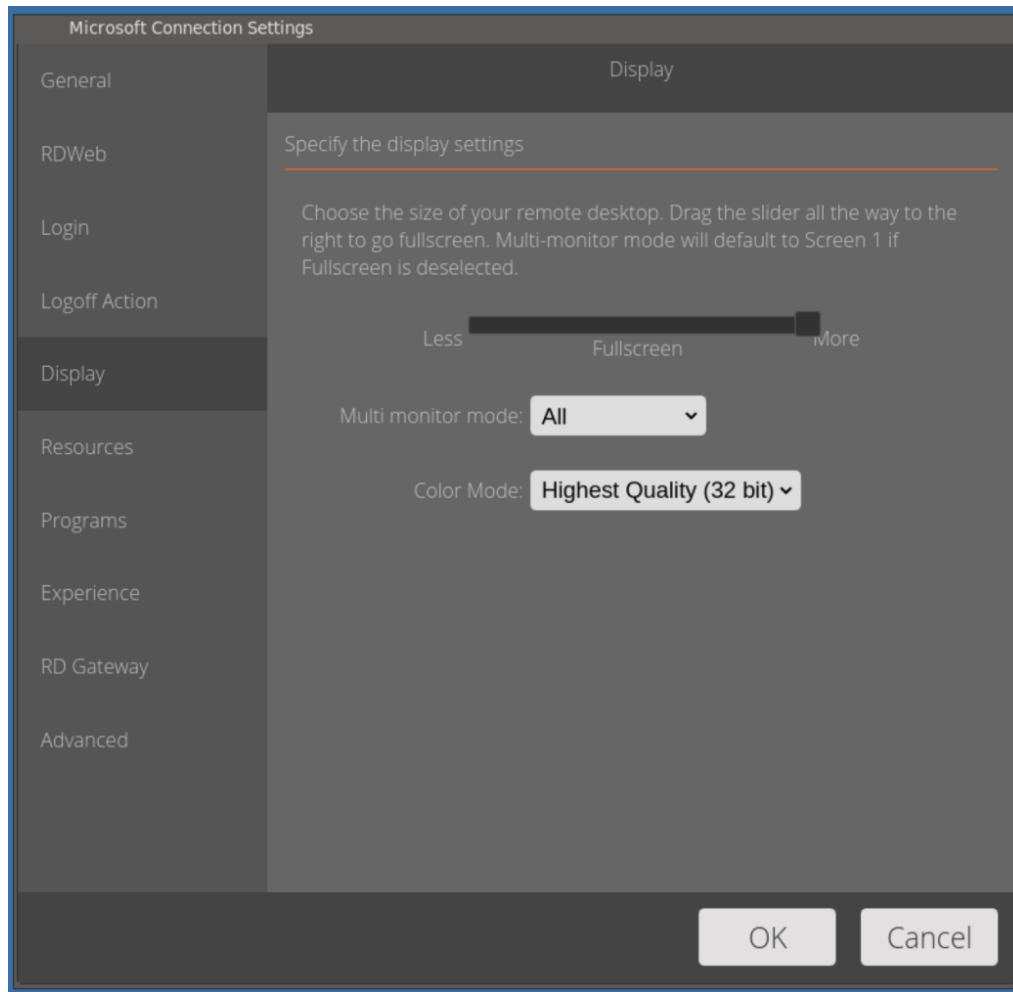 Microsoft Connection Settings
General
RDWeb
Login
Logoff Action
Display
Resources
Programs
Experience
RD Gateway
Advanced
Display
Specify the display settings
Choose the size of your remote desktop. Drag the slider all the way to the
right to go fullscreen. Multi-monitor mode will default to Screen 1 if
Fullscreen is deselected.
Less
More
Fullscreen
Multi monitor mode: All
Color Mode: Highest Quality (32 bit)
OK
Cancel